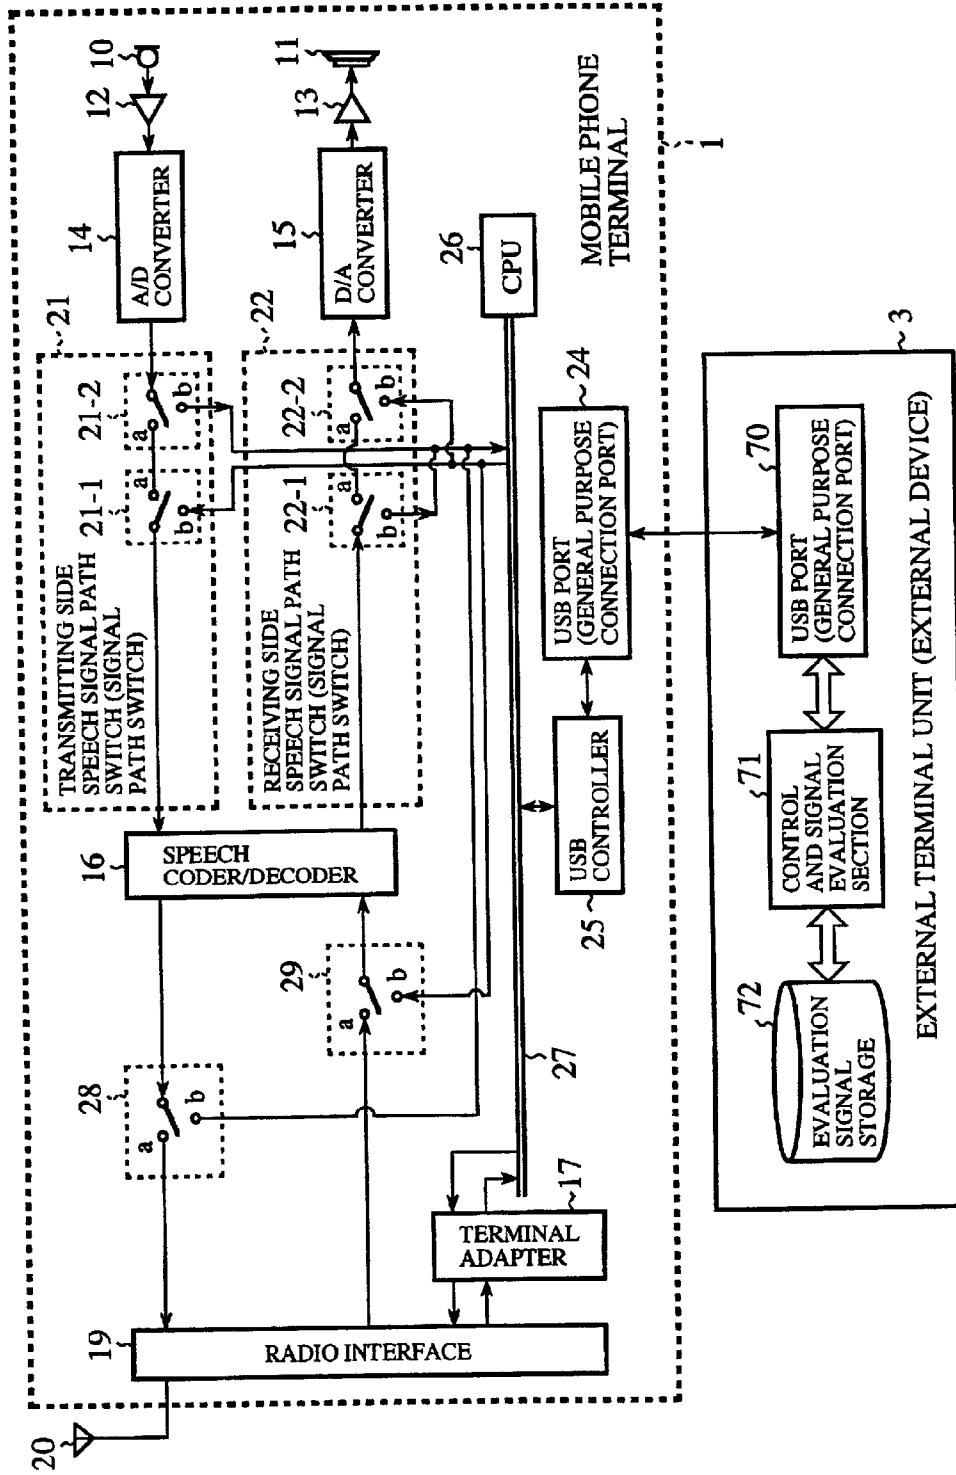 20
19
RADIO INTERFACE
28
a
b
29
a
b
TERMINAL
ADAPTER
17
27
16
SPEECH
CODER/DECODER
TRANSMITTING SIDE
SPEECH SIGNAL PATH
SWITCH (SIGNAL
PATH SWITCH)
21
21-1
a
b
21-2
a
b
RECEIVING SIDE
SPEECH SIGNAL PATH
SWITCH (SIGNAL
PATH SWITCH)
22
22-1
a
b
22-2
a
b
14
A/D
CONVERTER
12
10
15
D/A
CONVERTER
13
11
26
CPU
25
USB
CONTROLLER
24
USB PORT
(GENERAL PURPOSE
CONNECTION PORT)
MOBILE PHONE
TERMINAL
1
72
EVALUATION
SIGNAL
STORAGE
71
CONTROL
AND SIGNAL
EVALUATION
SECTION
70
USB PORT
(GENERAL PURPOSE
CONNECTION PORT)
3
EXTERNAL TERMINAL UNIT (EXTERNAL DEVICE)